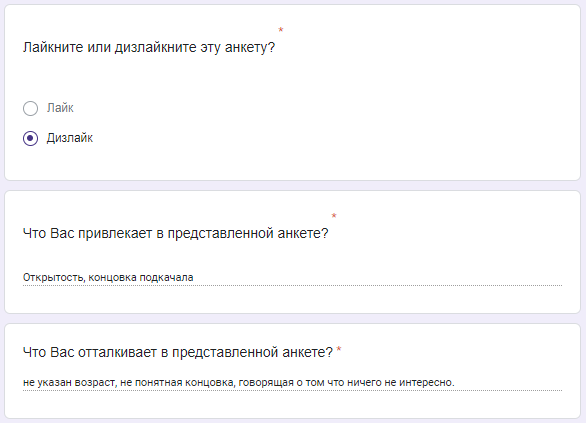 Лайкните или дизлайкните эту анкету? *
Лайк
Дизлайк
Что Вас привлекает в представленной анкете? *
Открытость, концовка подкачала
Что Вас отталкивает в представленной анкете? *
не указан возраст, не понятная концовка, говорящая о том что ничего не интересно.